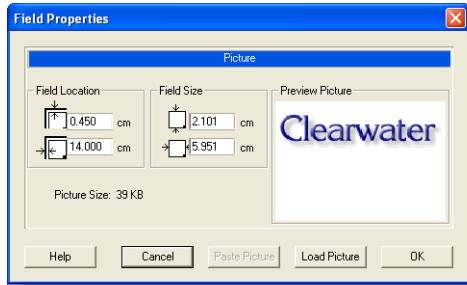 Field Properties
Picture
Field Location
Field Size
Preview Picture
0.450 cm
2.101 cm
14.000 cm
5.951 cm
Clearwater
Picture Size: 39 KB
Help
Cancel
Paste Picture
Load Picture
OK